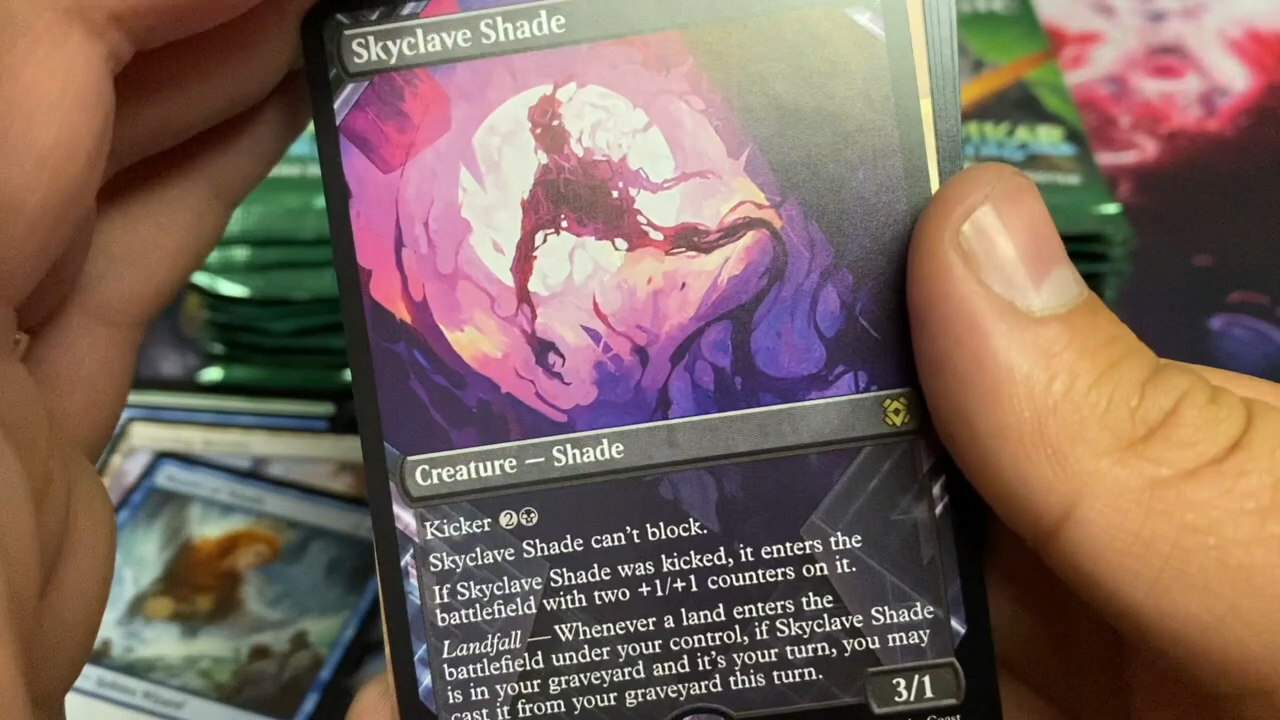 Skyclave Shade
Creature — Shade
Kicker 2
Skyclave Shade can't block.
If Skyclave Shade was kicked, it enters the
battlefield with two +1/+1 counters on it.
Landfall — Whenever a land enters the
battlefield under your control, if Skyclave Shade
is in your graveyard and it's your turn, you may
cast it from your graveyard this turn.
3/1
Coast